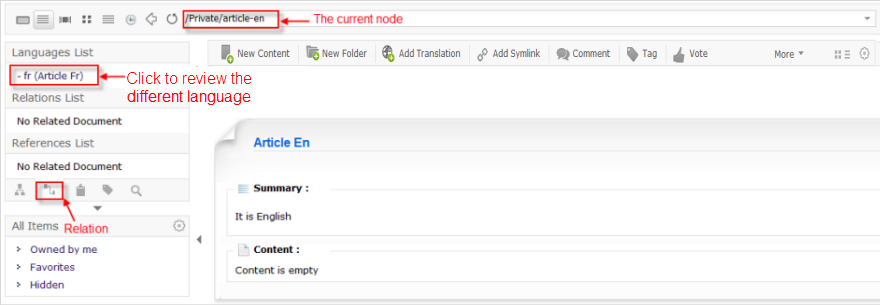 /Private/article-en
The current node
Languages List
New Content
New Folder
Add Translation
Add Symlink
Comment
Tag
Vote
More
- fr (Article Fr)
Click to review the
different language
Relations List
No Related Document
References List
No Related Document
Relation
All Items
Owned by me
Favorites
Hidden
Article En
Summary :
It is English
Content :
Content is empty